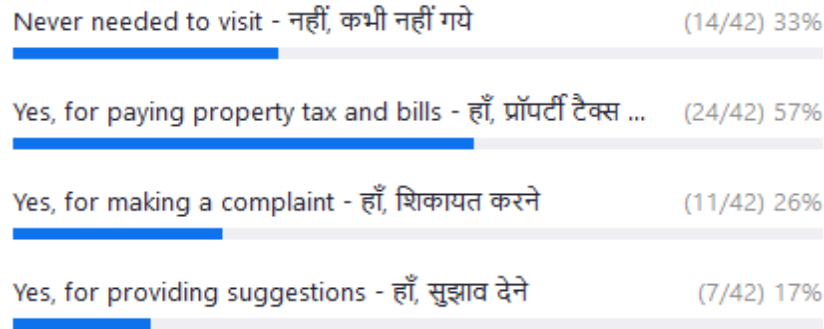 Never needed to visit - नहीं, कभी नहीं गये (14/42) 33%
Yes, for paying property tax and bills - हाँ, प्रॉपर्टी टैक्स ... (24/42) 57%
Yes, for making a complaint - हाँ, शिकायत करने (11/42) 26%
Yes, for providing suggestions - हाँ, सुझाव देने (7/42) 17%